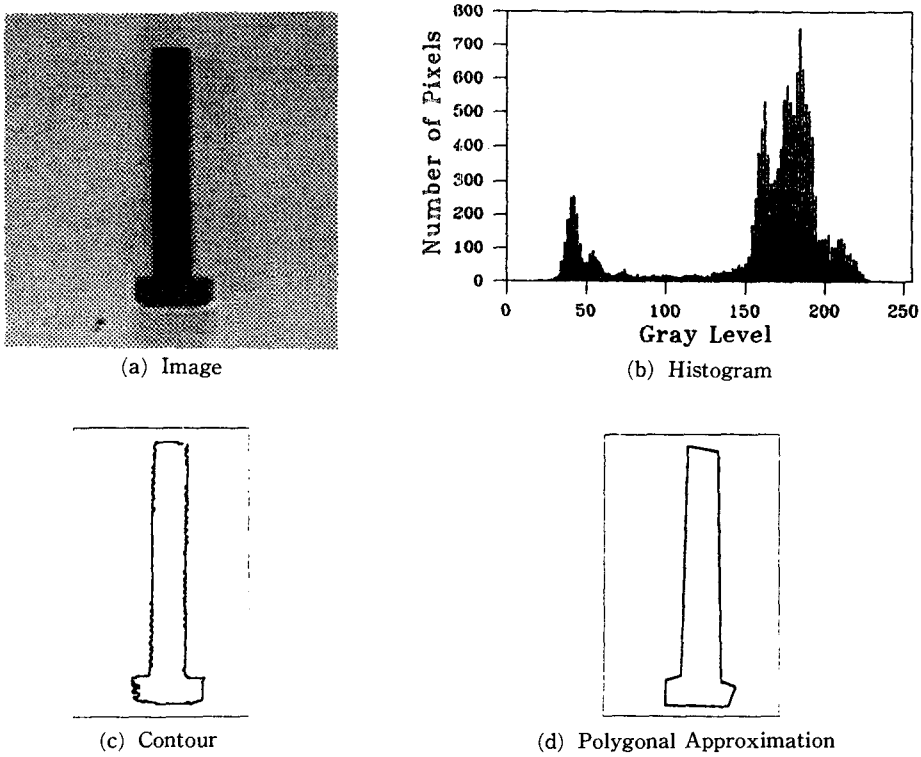 800
700
600
500
400
300
200
100
0
Number of Pixels
0 50 100 150 200 250
Gray Level
(a) Image
(b) Histogram
(c) Contour
(d) Polygonal Approximation